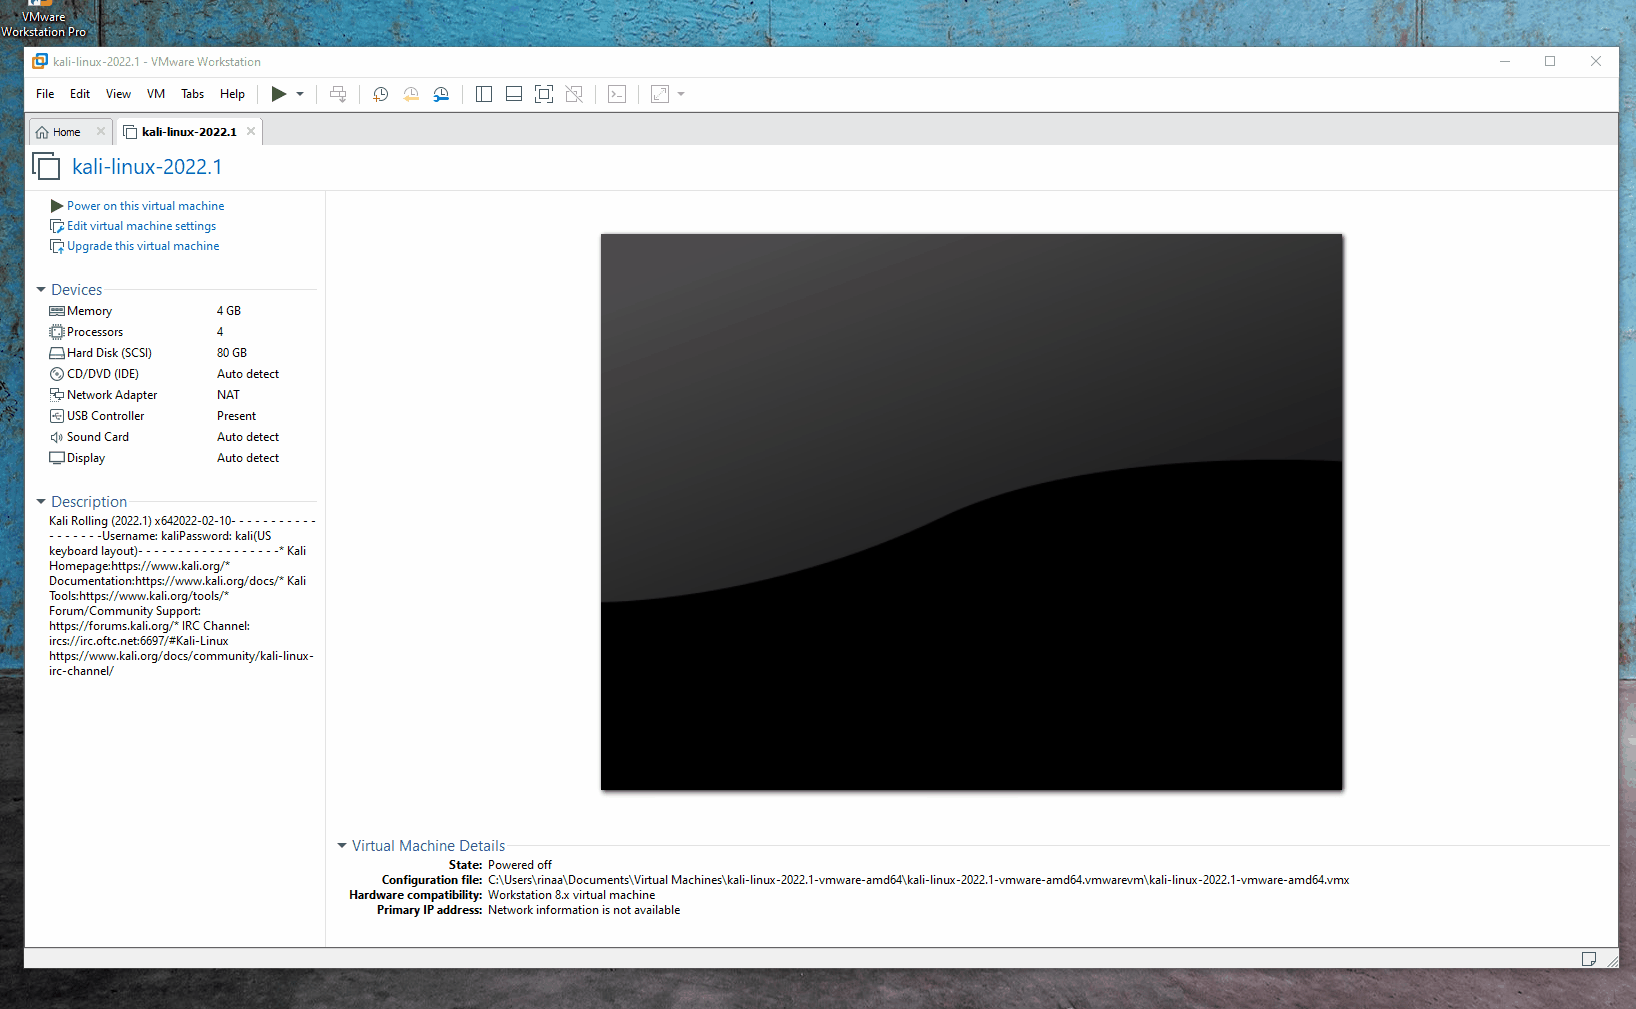 VMware
Workstation Pro
kali-linux-2022.1 - VMware Workstation
File Edit View VM Tabs Help
Home kali-linux-2022.1
kali-linux-2022.1
Power on this virtual machine
Edit virtual machine settings
Upgrade this virtual machine
Devices
Memory 4 GB
Processors 4
Hard Disk (SCSI) 80 GB
CD/DVD (IDE) Auto detect
Network Adapter NAT
USB Controller Present
Sound Card Auto detect
Display Auto detect
Description
Kali Rolling (2022.1) x642022-02-10- - - - - - - - - - -
- - - - - - -Username: kaliPassword: kali(US
keyboard layout)- - - - - - - - - - - - - - - - - -* Kali
Homepage:https://www.kali.org/*
Documentation:https://www.kali.org/docs/* Kali
Tools:https://www.kali.org/tools/*
Forum/Community Support:
https://forums.kali.org/* IRC Channel:
ircs://irc.oftc.net:6697/#Kali-Linux
https://www.kali.org/docs/community/kali-linux-
irc-channel/
Virtual Machine Details
State: Powered off
Configuration file: C:\Users\rinaa\Documents\Virtual Machines\kali-linux-2022.1-vmware-amd64\kali-linux-2022.1-vmware-amd64.vmwarevm\kali-linux-2022.1-vmware-amd64.vmx
Hardware compatibility: Workstation 8.x virtual machine
Primary IP address: Network information is not available